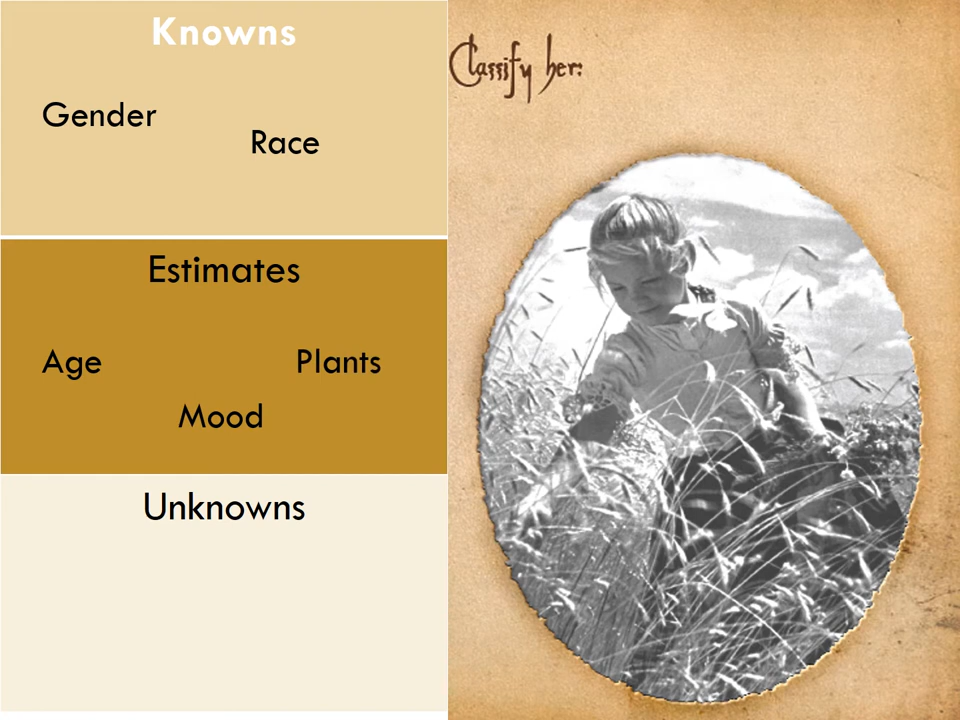 Knowns
Gender
Race
Estimates
Age
Plants
Mood
Unknowns
Classify her: